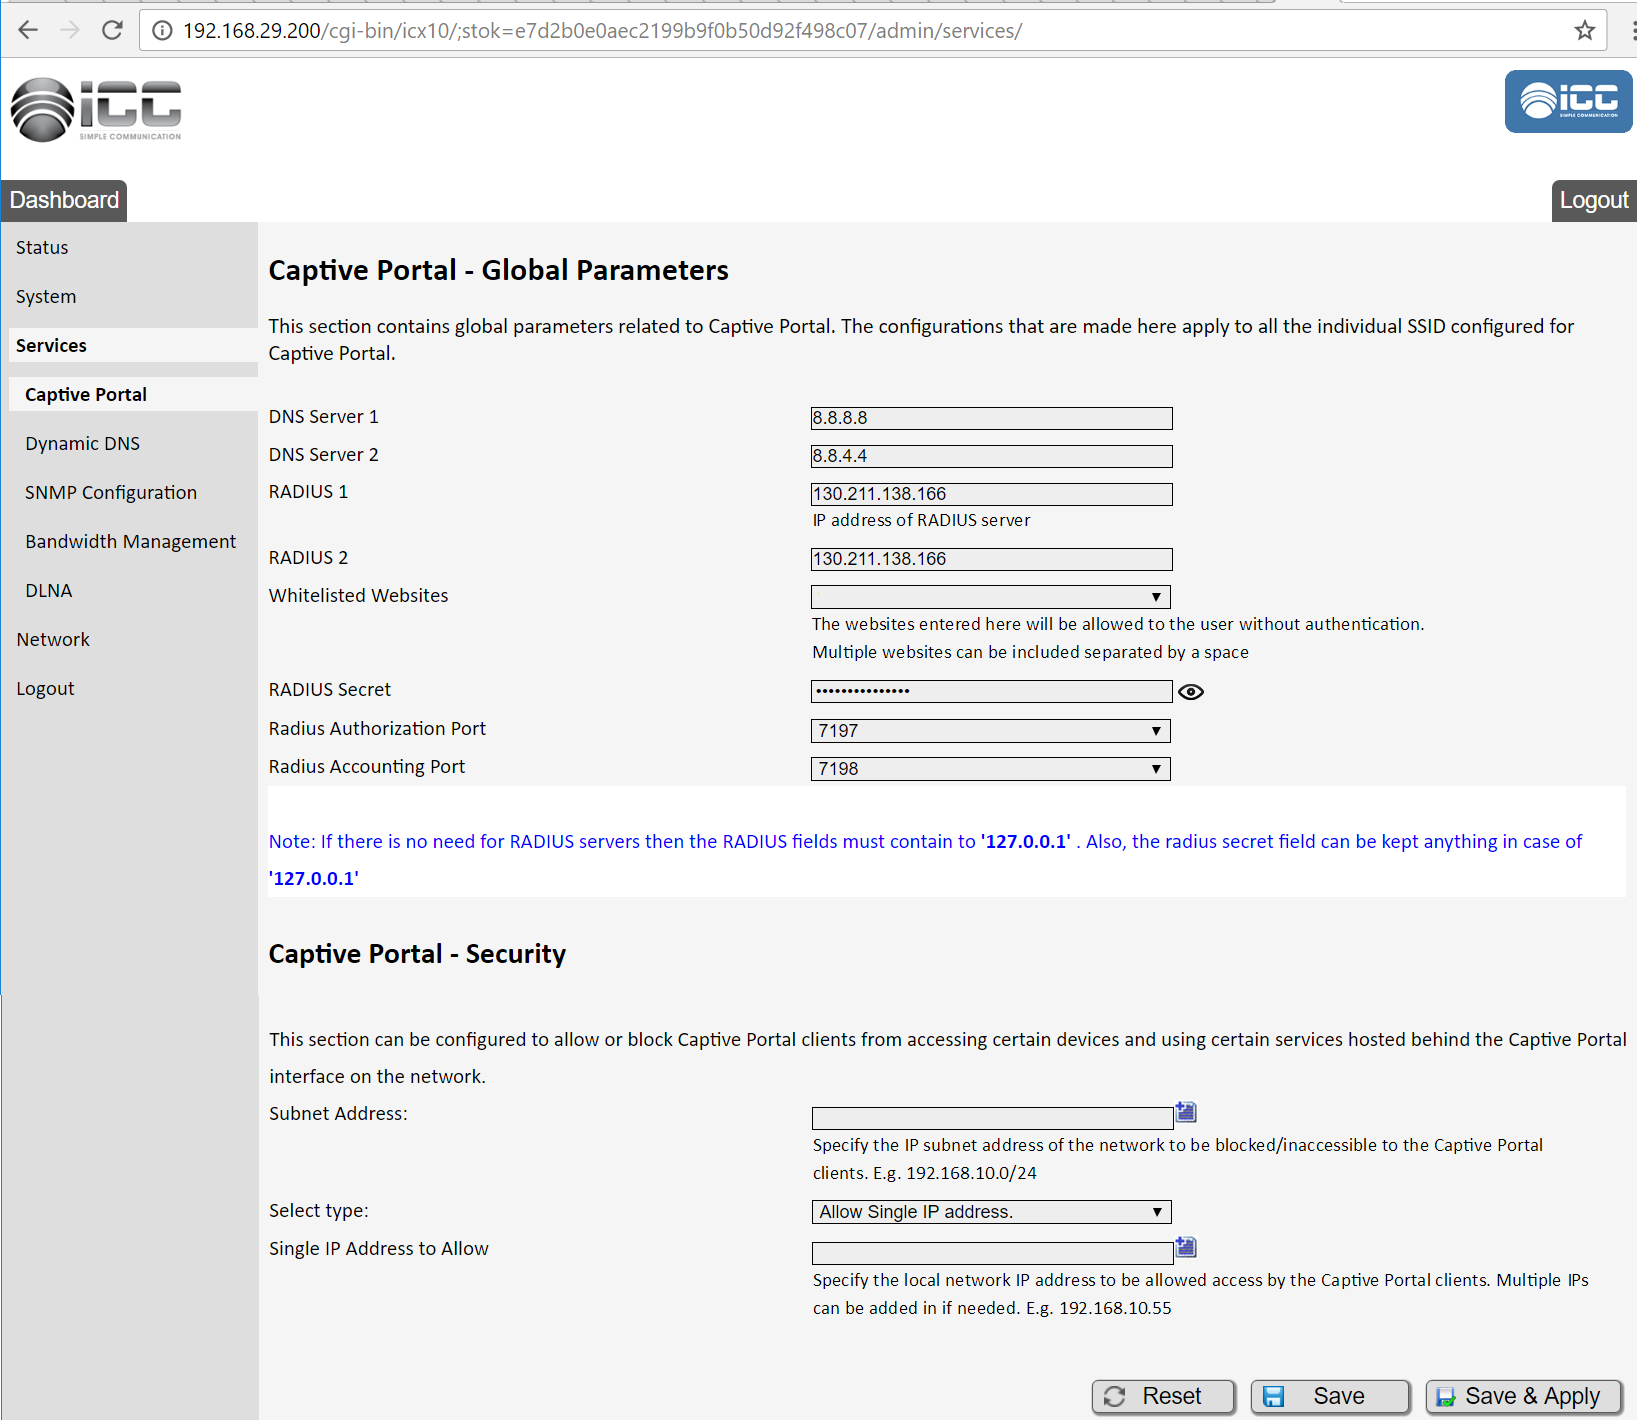 192.168.29.200/cgi-bin/icx10/;stok=e7d2b0e0aec2199b9f0b50d92f498c07/admin/services/
icc
SIMPLE COMMUNICATION
icc
SIMPLE COMMUNICATION
Dashboard
Logout
Status
System
Services
Captive Portal
Dynamic DNS
SNMP Configuration
Bandwidth Management
DLNA
Network
Logout
Captive Portal - Global Parameters
This section contains global parameters related to Captive Portal. The configurations that are made here apply to all the individual SSID configured for
Captive Portal.
DNS Server 1
8.8.8.8
DNS Server 2
8.8.4.4
RADIUS 1
130.211.138.166
IP address of RADIUS server
RADIUS 2
130.211.138.166
Whitelisted Websites
The websites entered here will be allowed to the user without authentication.
Multiple websites can be included separated by a space
RADIUS Secret
•••••••••••••••
Radius Authorization Port
7197
Radius Accounting Port
7198
Note: If there is no need for RADIUS servers then the RADIUS fields must contain to '127.0.0.1' . Also, the radius secret field can be kept anything in case of
'127.0.0.1'
Captive Portal - Security
This section can be configured to allow or block Captive Portal clients from accessing certain devices and using certain services hosted behind the Captive Portal
interface on the network.
Subnet Address:
Specify the IP subnet address of the network to be blocked/inaccessible to the Captive Portal
clients. E.g. 192.168.10.0/24
Select type:
Allow Single IP address.
Single IP Address to Allow
Specify the local network IP address to be allowed access by the Captive Portal clients. Multiple IPs
can be added in if needed. E.g. 192.168.10.55
Reset
Save
Save & Apply